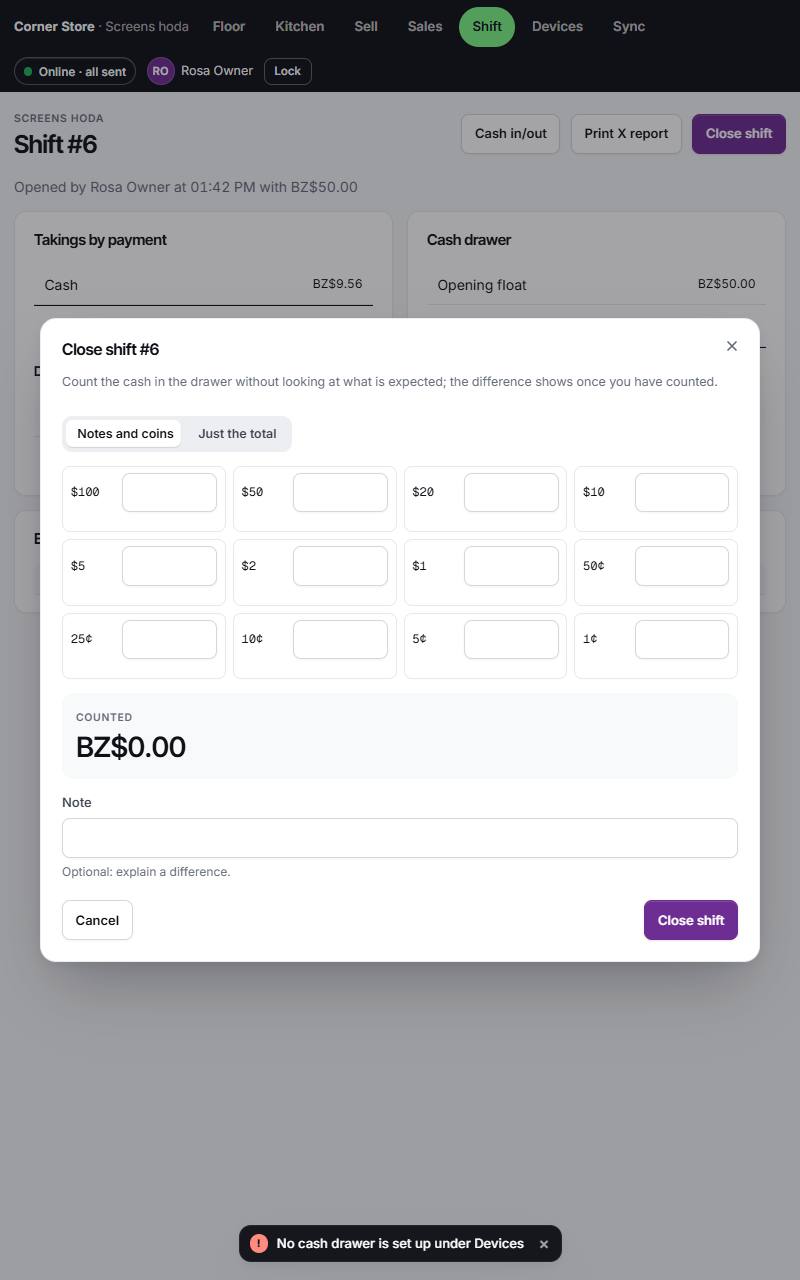 Corner Store · Screens hoda Floor Kitchen Sell Sales Shift Devices Sync
Online · all sent RO Rosa Owner Lock
SCREENS HODA
Shift #6
Cash in/out Print X report Close shift
Opened by Rosa Owner at 01:42 PM with BZ$50.00
Takings by payment
Cash BZ$9.56
Cash drawer
Opening float BZ$50.00
Close shift #6 ×
Count the cash in the drawer without looking at what is expected; the difference shows once you have counted.
Notes and coins Just the total
$100 $50 $20 $10
$5 $2 $1 50¢
25¢ 10¢ 5¢ 1¢
COUNTED
BZ$0.00
Note
Optional: explain a difference.
Cancel Close shift
! No cash drawer is set up under Devices ×